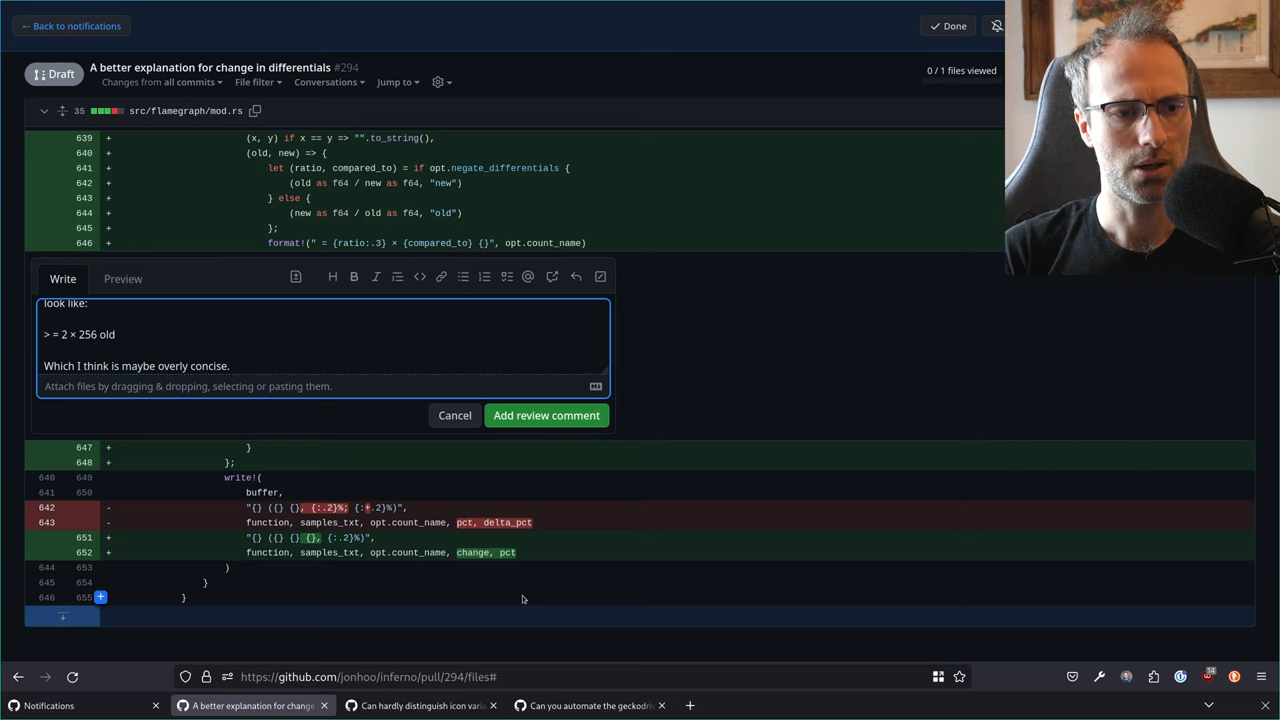 ← Back to notifications
Done
Draft
A better explanation for change in differentials #294
Changes from all commits
File filter
Conversations
Jump to
0 / 1 files viewed
35
src/flamegraph/mod.rs
639 + (x, y) if x == y => "".to_string(),
640 + (old, new) => {
641 + let (ratio, compared_to) = if opt.negate_differentials {
642 + (old as f64 / new as f64, "new")
643 + } else {
644 + (new as f64 / old as f64, "old")
645 + };
646 + format!(" = {ratio:.3} × {compared_to} {}", opt.count_name)
Write
Preview
look like:
> = 2 × 256 old
Which I think is maybe overly concise.
Attach files by dragging & dropping, selecting or pasting them.
Cancel
Add review comment
647 + }
648 + };
640 649 write!(
641 650 buffer,
642 - "{} ({} {}, {:.2}%; {:+.2}%)",
643 - function, samples_txt, opt.count_name, pct, delta_pct
651 + "{} ({} {} {}, {:.2}%)",
652 + function, samples_txt, opt.count_name, change, pct
644 653 )
645 654 }
646 655 }
https://github.com/jonhoo/inferno/pull/294/files#
14
Notifications
A better explanation for change
Can hardly distinguish icon varia
Can you automate the geckodri